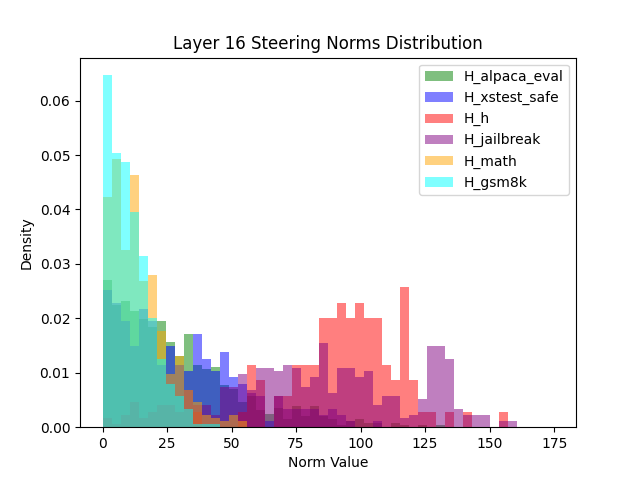 Layer 16 Steering Norms Distribution
H_alpaca_eval
H_xstest_safe
H_h
H_jailbreak
H_math
H_gsm8k
Density
0.06
0.05
0.04
0.03
0.02
0.01
0.00
0 25 50 75 100 125 150 175
Norm Value